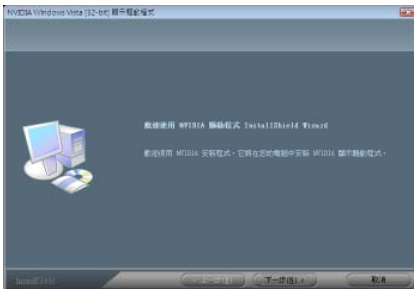 NVIDIA Windows Vista (32-bit) 顯示驅動程式
歡迎使用 NVIDIA 驅動程式 InstallShield Wizard
歡迎使用 NVIDIA 安裝程式。它將在您的電腦中安裝 NVIDIA 顯示驅動程式。
InstallShield
< 上一步(B)
下一步(N) >
取消